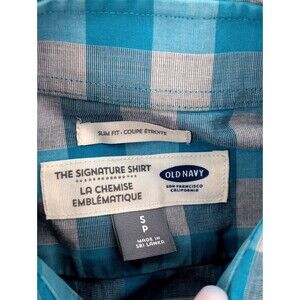 SLIM FIT · COUPE ÉTROITE
THE SIGNATURE SHIRT
LA CHEMISE
EMBLÉMATIQUE
OLD NAVY
SAN FRANCISCO
CALIFORNIA
S
P
MADE IN
SRI LANKA